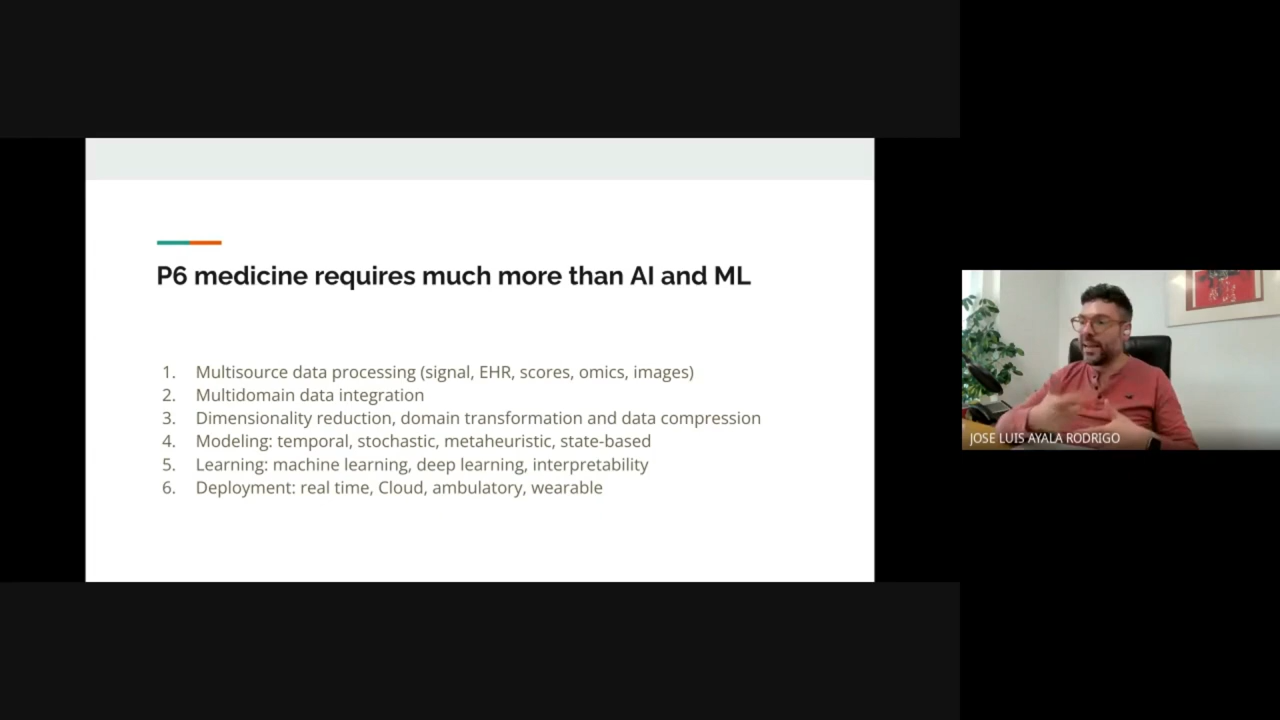 P6 medicine requires much more than AI and ML
1. Multisource data processing (signal, EHR, scores, omics, images)
2. Multidomain data integration
3. Dimensionality reduction, domain transformation and data compression
4. Modeling: temporal, stochastic, metaheuristic, state-based
5. Learning: machine learning, deep learning, interpretability
6. Deployment: real time, Cloud, ambulatory, wearable
JOSE LUIS AYALA RODRIGO